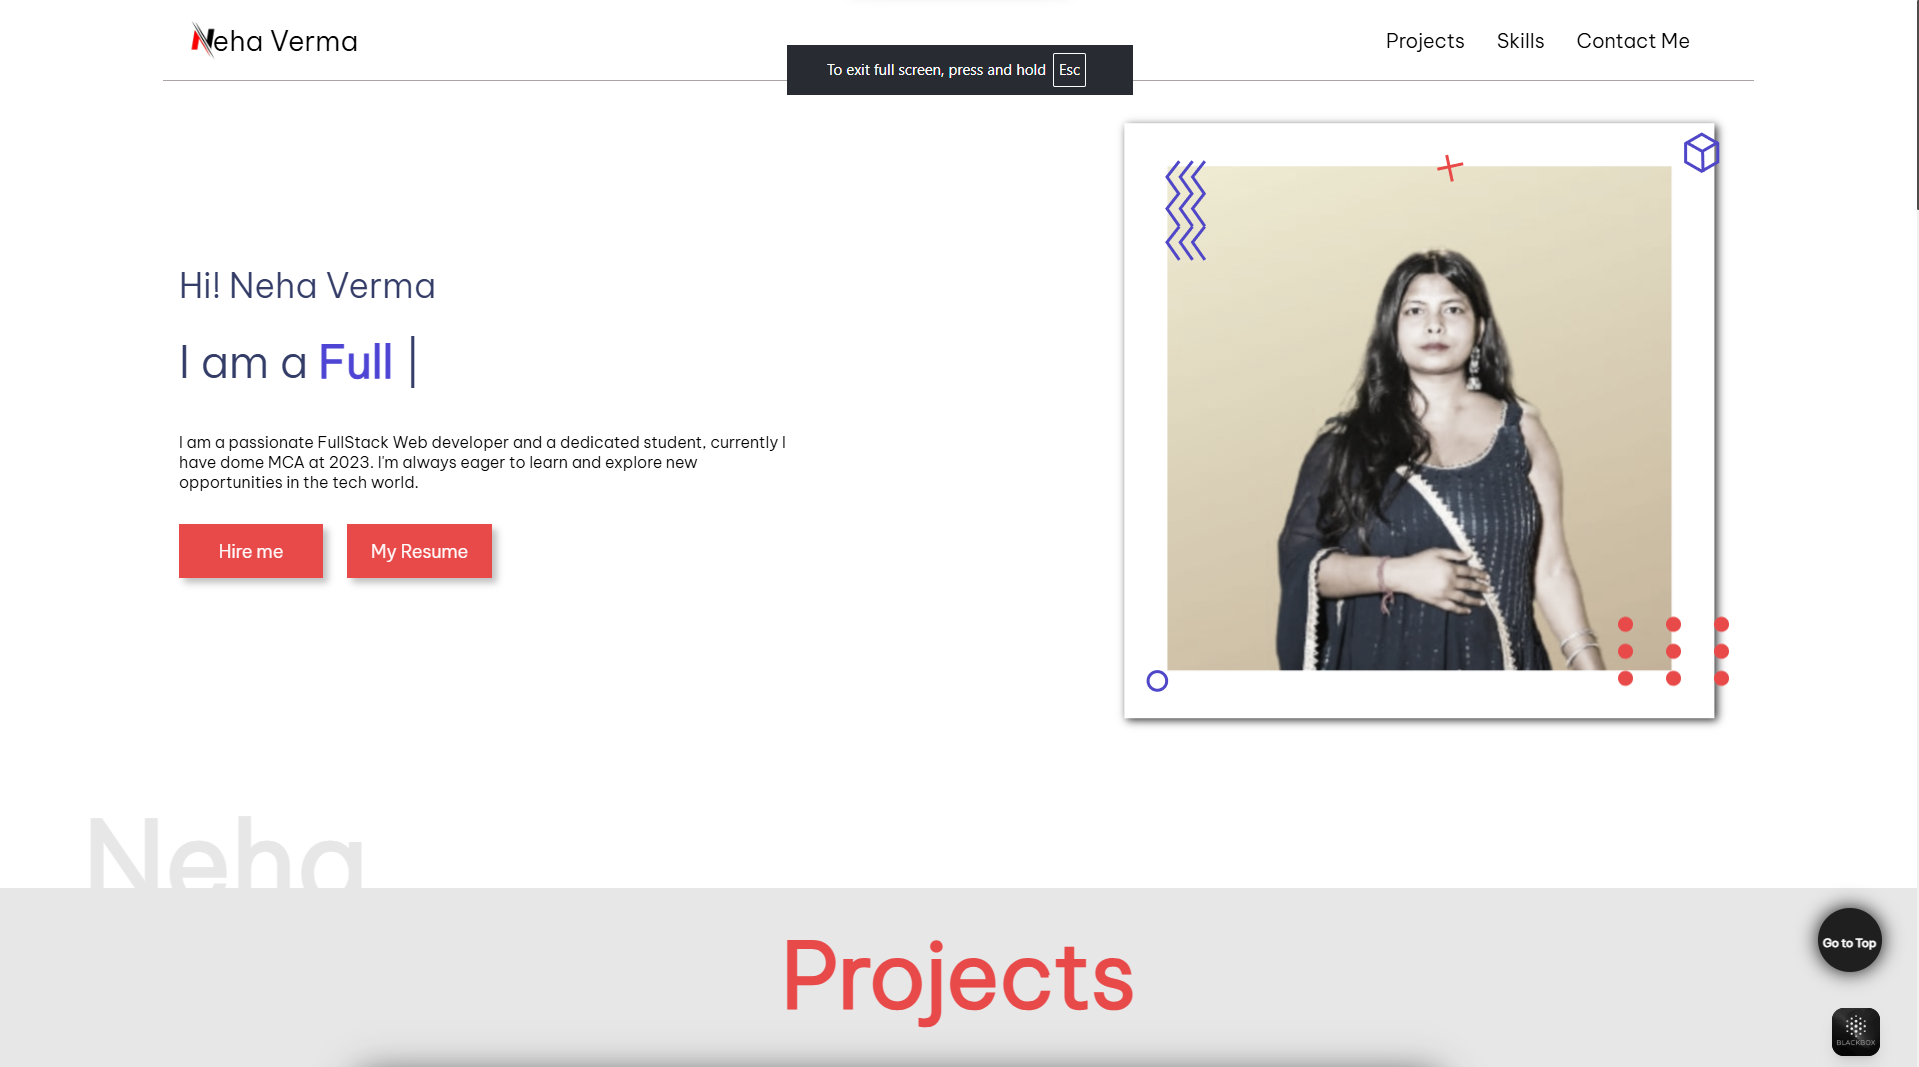 Neha Verma
Projects Skills Contact Me
To exit full screen, press and hold Esc
Hi! Neha Verma
I am a Full |
I am a passionate FullStack Web developer and a dedicated student, currently I
have dome MCA at 2023. I'm always eager to learn and explore new
opportunities in the tech world.
Hire me My Resume
Neha
Projects
Go to Top
BLACKBOX